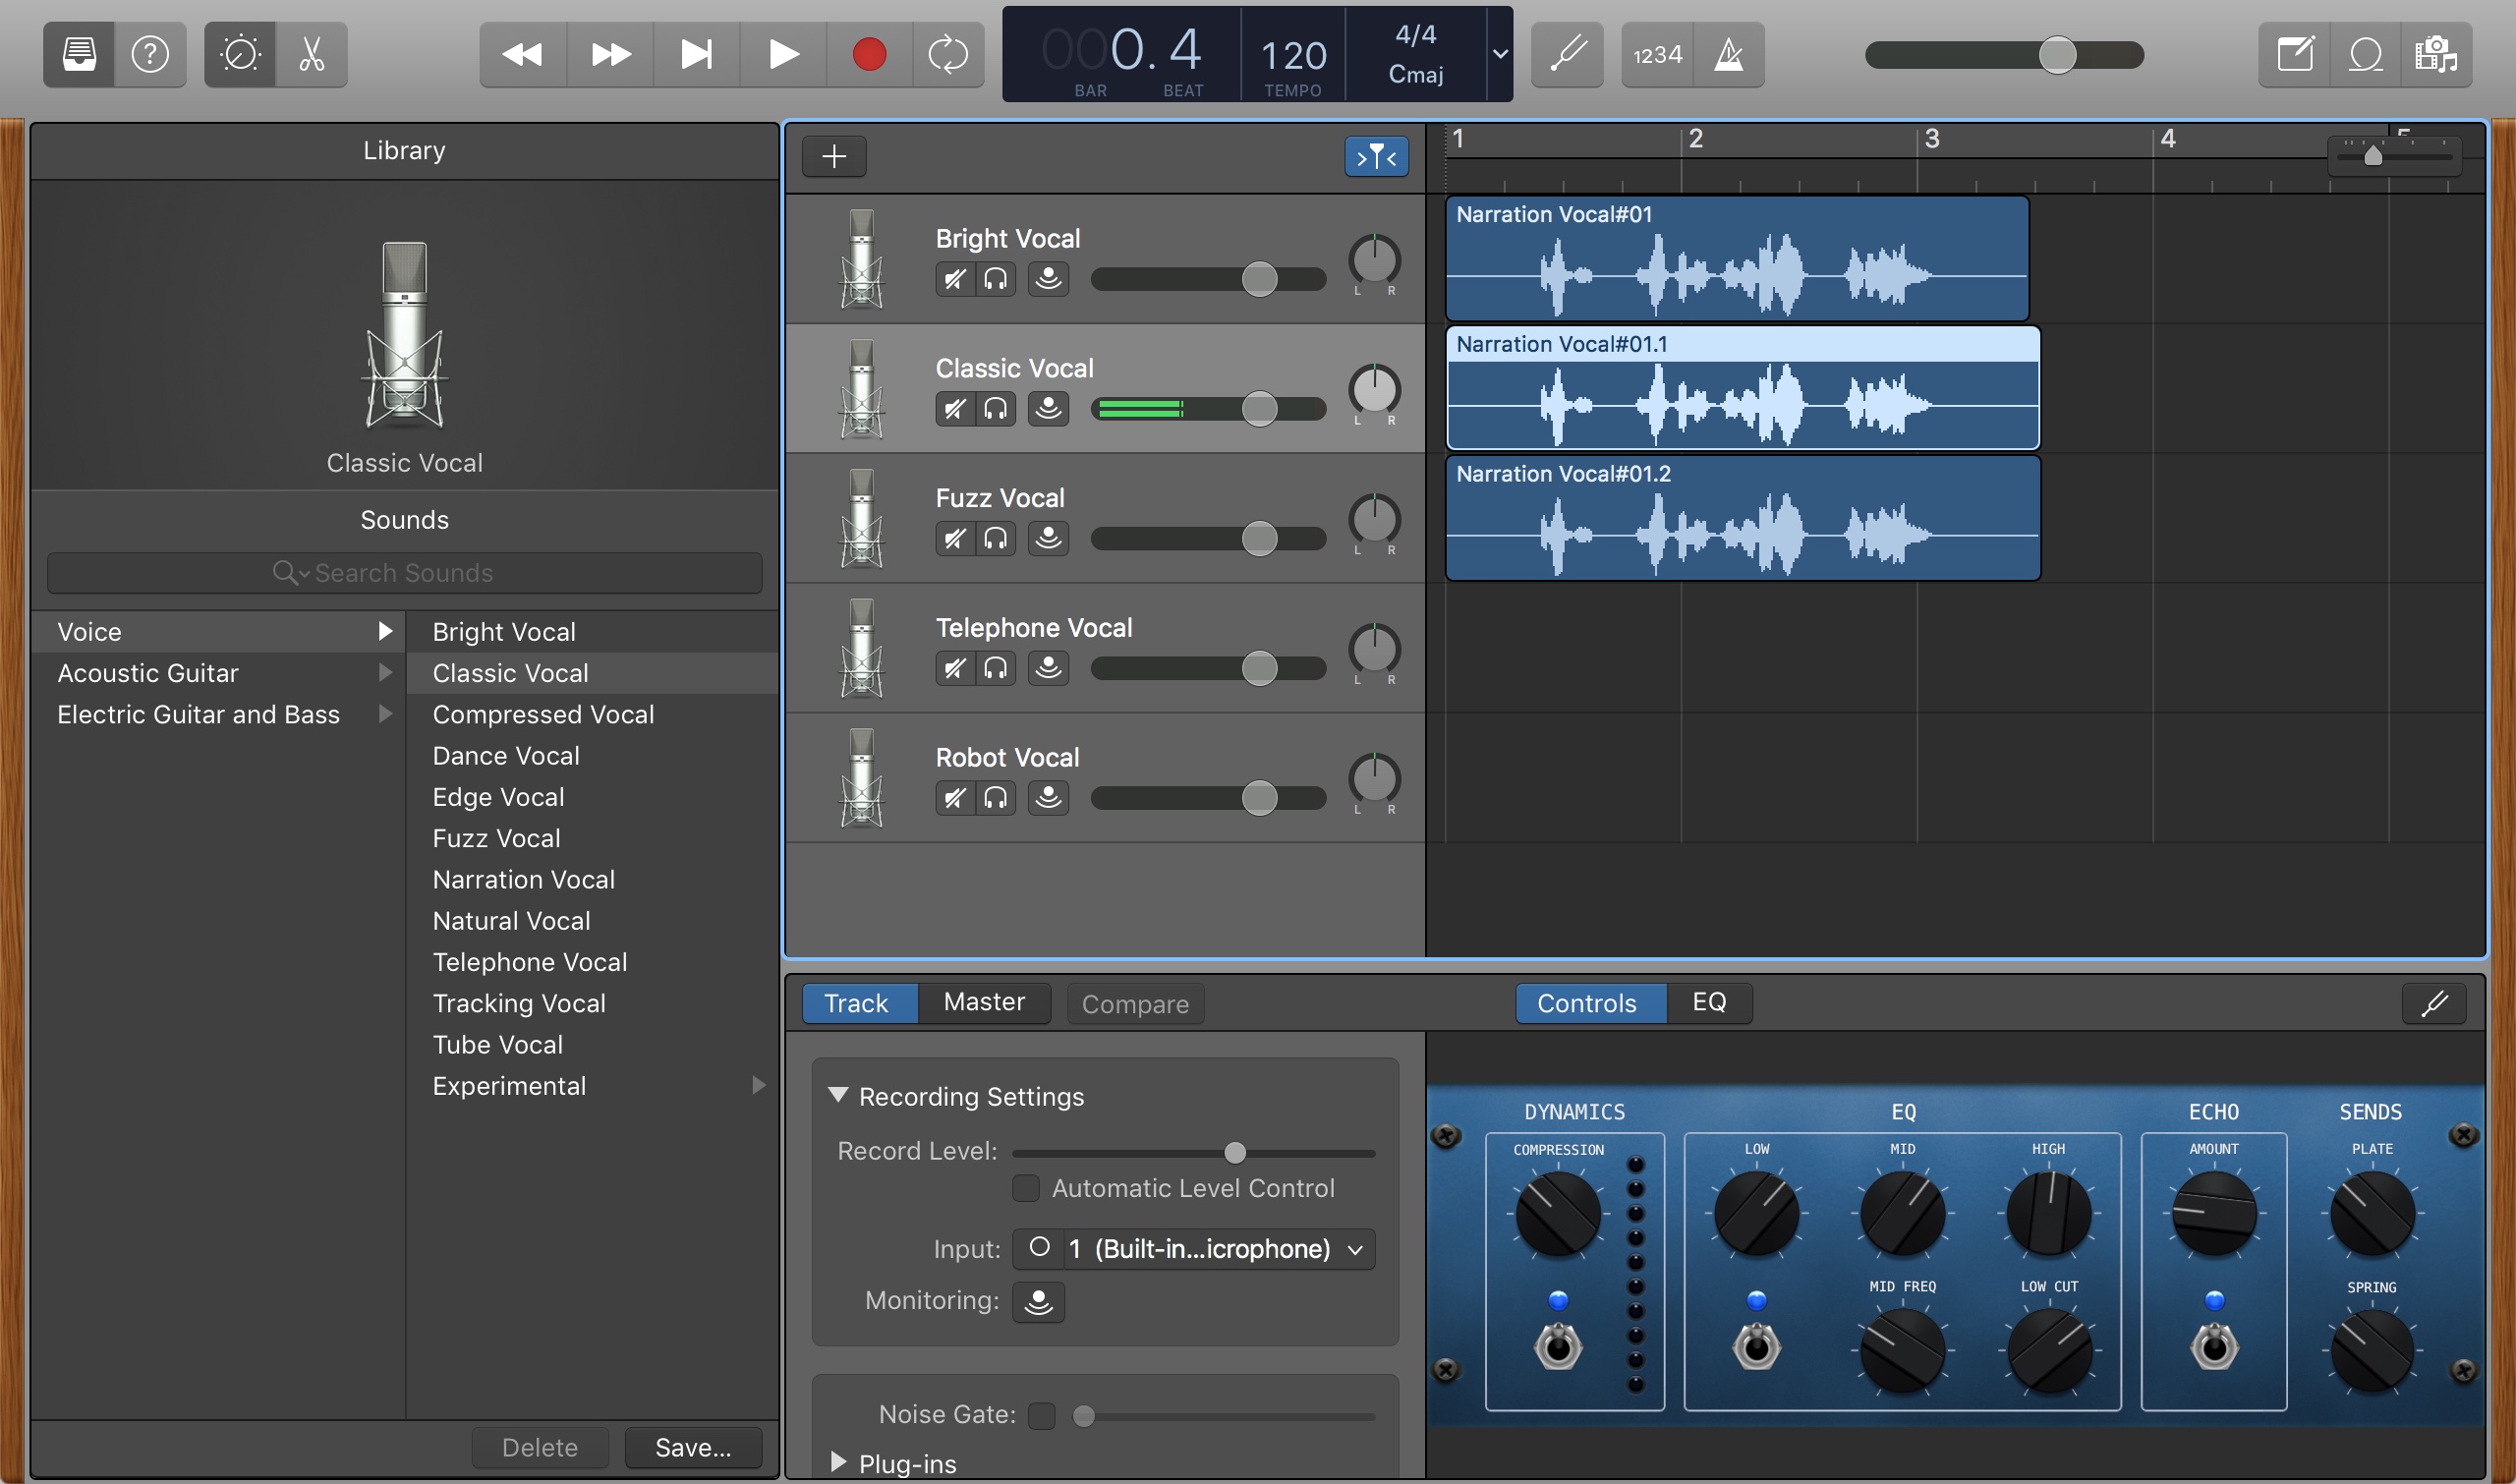 000.4
BAR BEAT
120
TEMPO
4/4
Cmaj
1234
Library
Classic Vocal
Sounds
Search Sounds
Voice
Acoustic Guitar
Electric Guitar and Bass
Bright Vocal
Classic Vocal
Compressed Vocal
Dance Vocal
Edge Vocal
Fuzz Vocal
Narration Vocal
Natural Vocal
Telephone Vocal
Tracking Vocal
Tube Vocal
Experimental
Delete Save...
1 2 3 4
Bright Vocal
L R
Narration Vocal#01
Classic Vocal
L R
Narration Vocal#01.1
Fuzz Vocal
L R
Narration Vocal#01.2
Telephone Vocal
L R
Robot Vocal
L R
Track Master Compare Controls EQ
Recording Settings
Record Level:
Automatic Level Control
Input: 1 (Built-in...icrophone)
Monitoring:
Noise Gate:
Plug-ins
DYNAMICS EQ ECHO SENDS
COMPRESSION LOW MID HIGH AMOUNT PLATE
MID FREQ LOW CUT SPRING